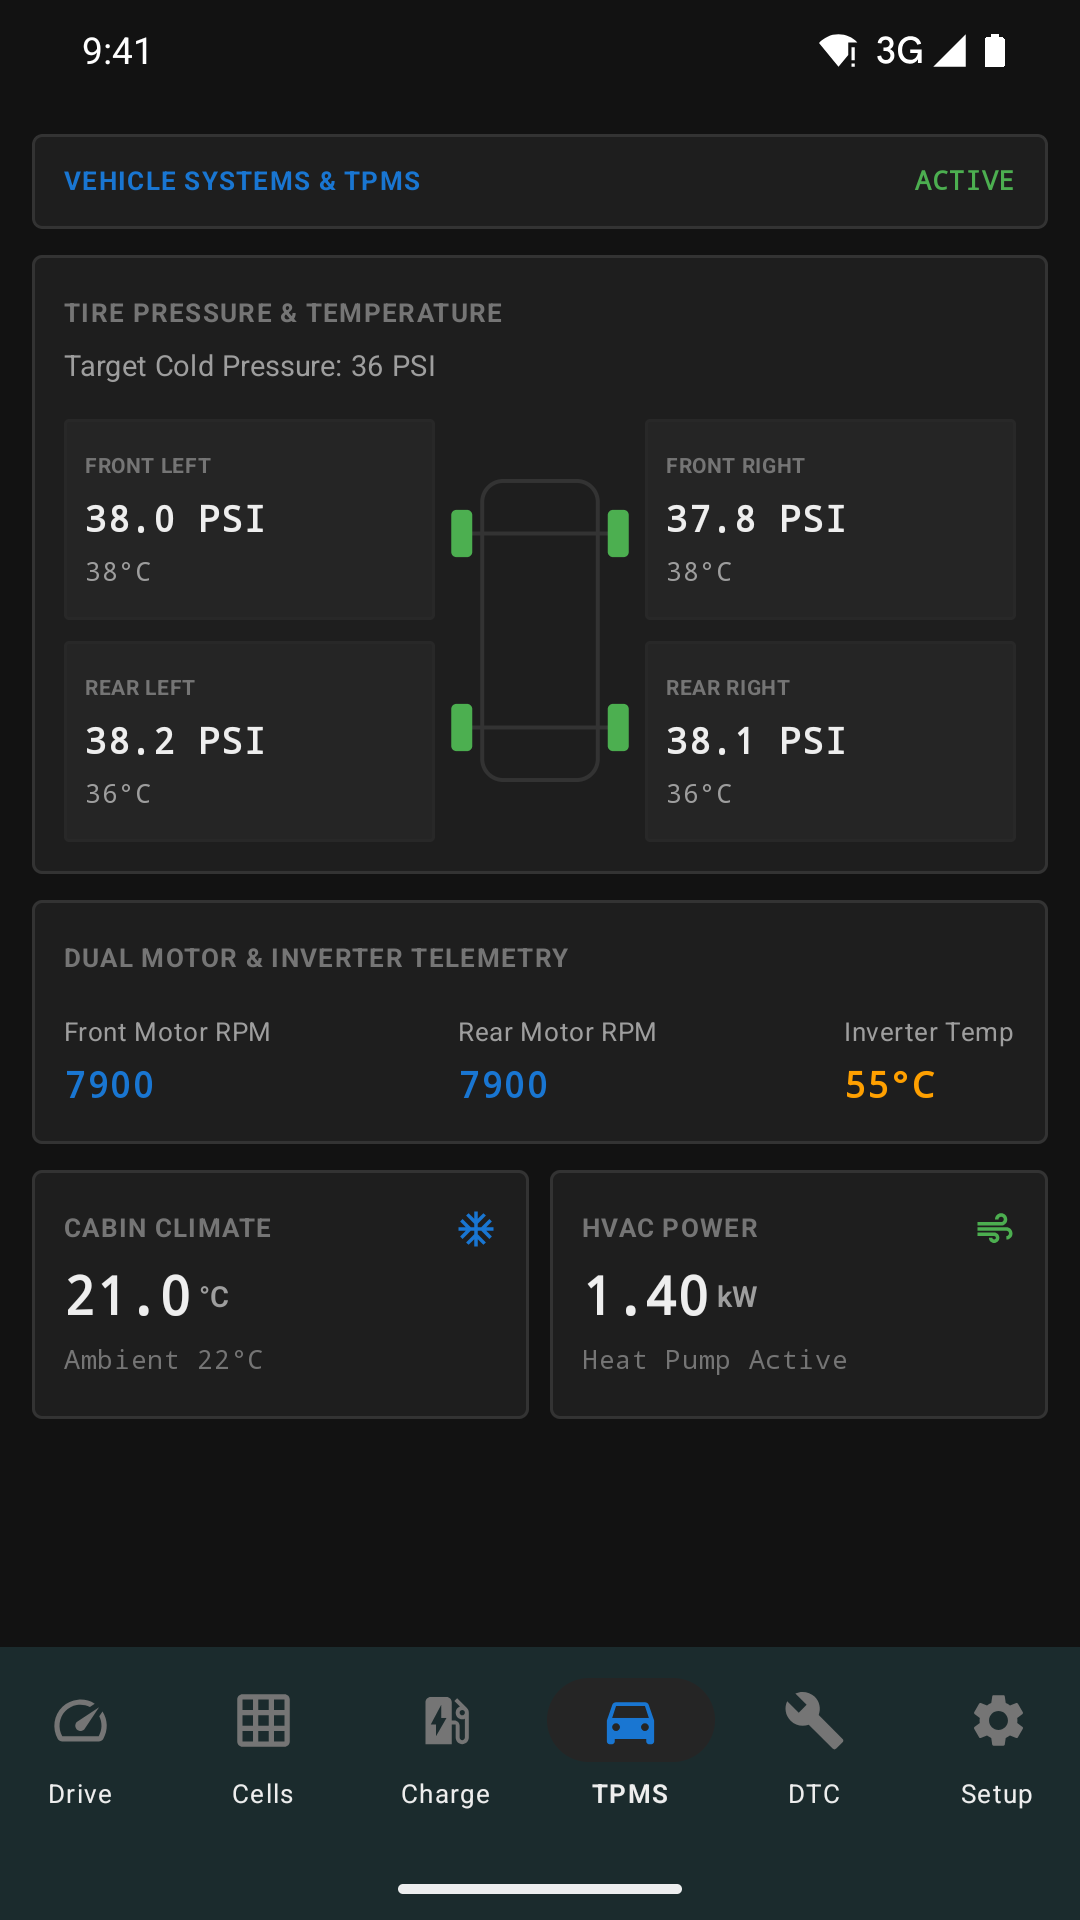 9:41
3G
VEHICLE SYSTEMS & TPMS
ACTIVE
TIRE PRESSURE & TEMPERATURE
Target Cold Pressure: 36 PSI
FRONT LEFT
38.0 PSI
38°C
FRONT RIGHT
37.8 PSI
38°C
REAR LEFT
38.2 PSI
36°C
REAR RIGHT
38.1 PSI
36°C
DUAL MOTOR & INVERTER TELEMETRY
Front Motor RPM
7900
Rear Motor RPM
7900
Inverter Temp
55°C
CABIN CLIMATE
21.0 °C
Ambient 22°C
HVAC POWER
1.40 kW
Heat Pump Active
Drive
Cells
Charge
TPMS
DTC
Setup